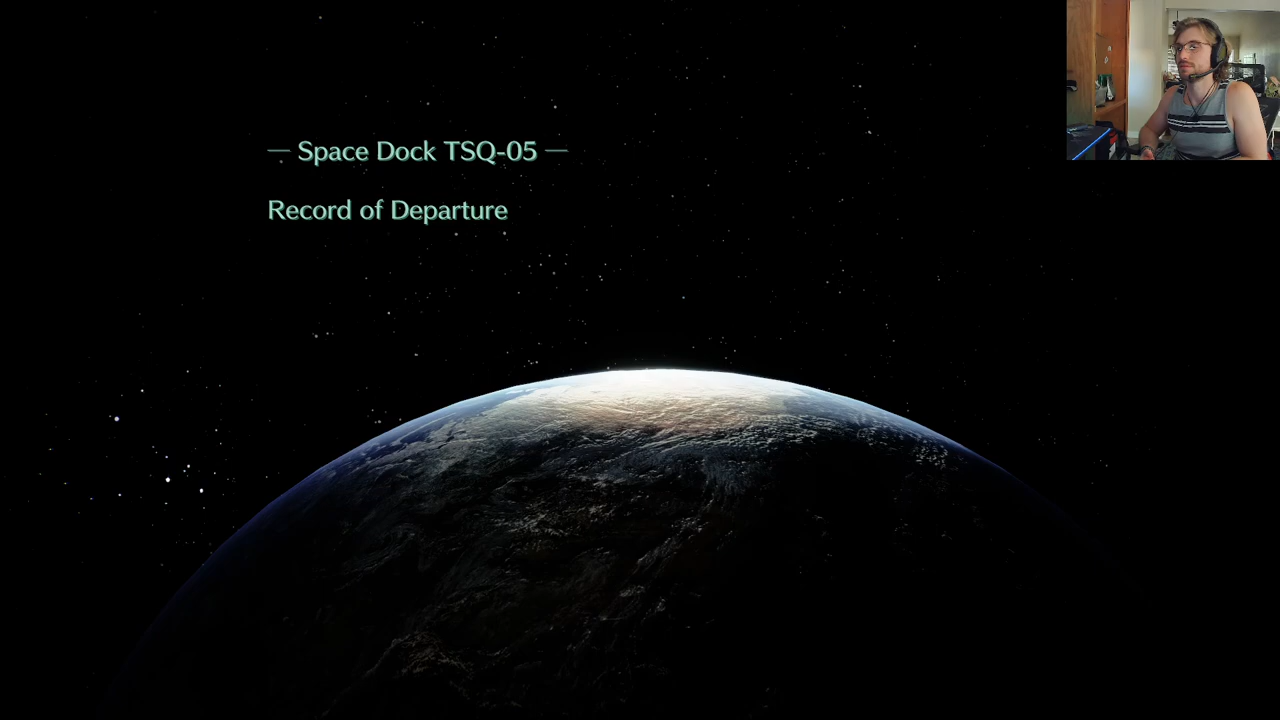 — Space Dock TSQ-05 —
Record of Departure